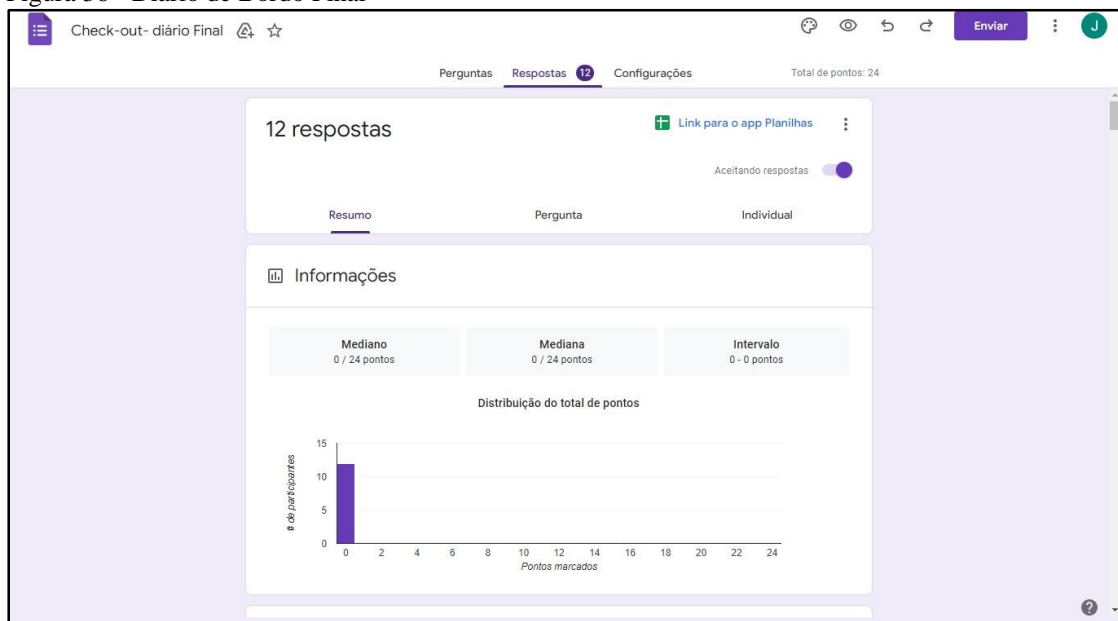 Figura 36 - Diário de Bordo Final
Check-out- diário Final
Enviar
J
Perguntas Respostas 12 Configurações Total de pontos: 24
12 respostas
Link para o app Planilhas
Aceitando respostas
Resumo Pergunta Individual
Informações
Mediano Mediana Intervalo
0 / 24 pontos 0 / 24 pontos 0 - 0 pontos
Distribuição do total de pontos
# de participantes
15
10
5
0
0 2 4 6 8 10 12 14 16 18 20 22 24
Pontos marcados